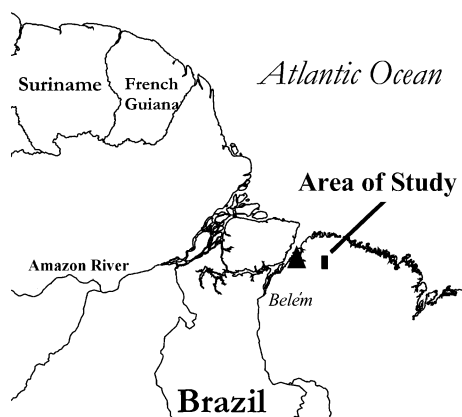 Atlantic Ocean
Suriname
French
Guiana
Area of Study
Amazon River
Belém
Brazil